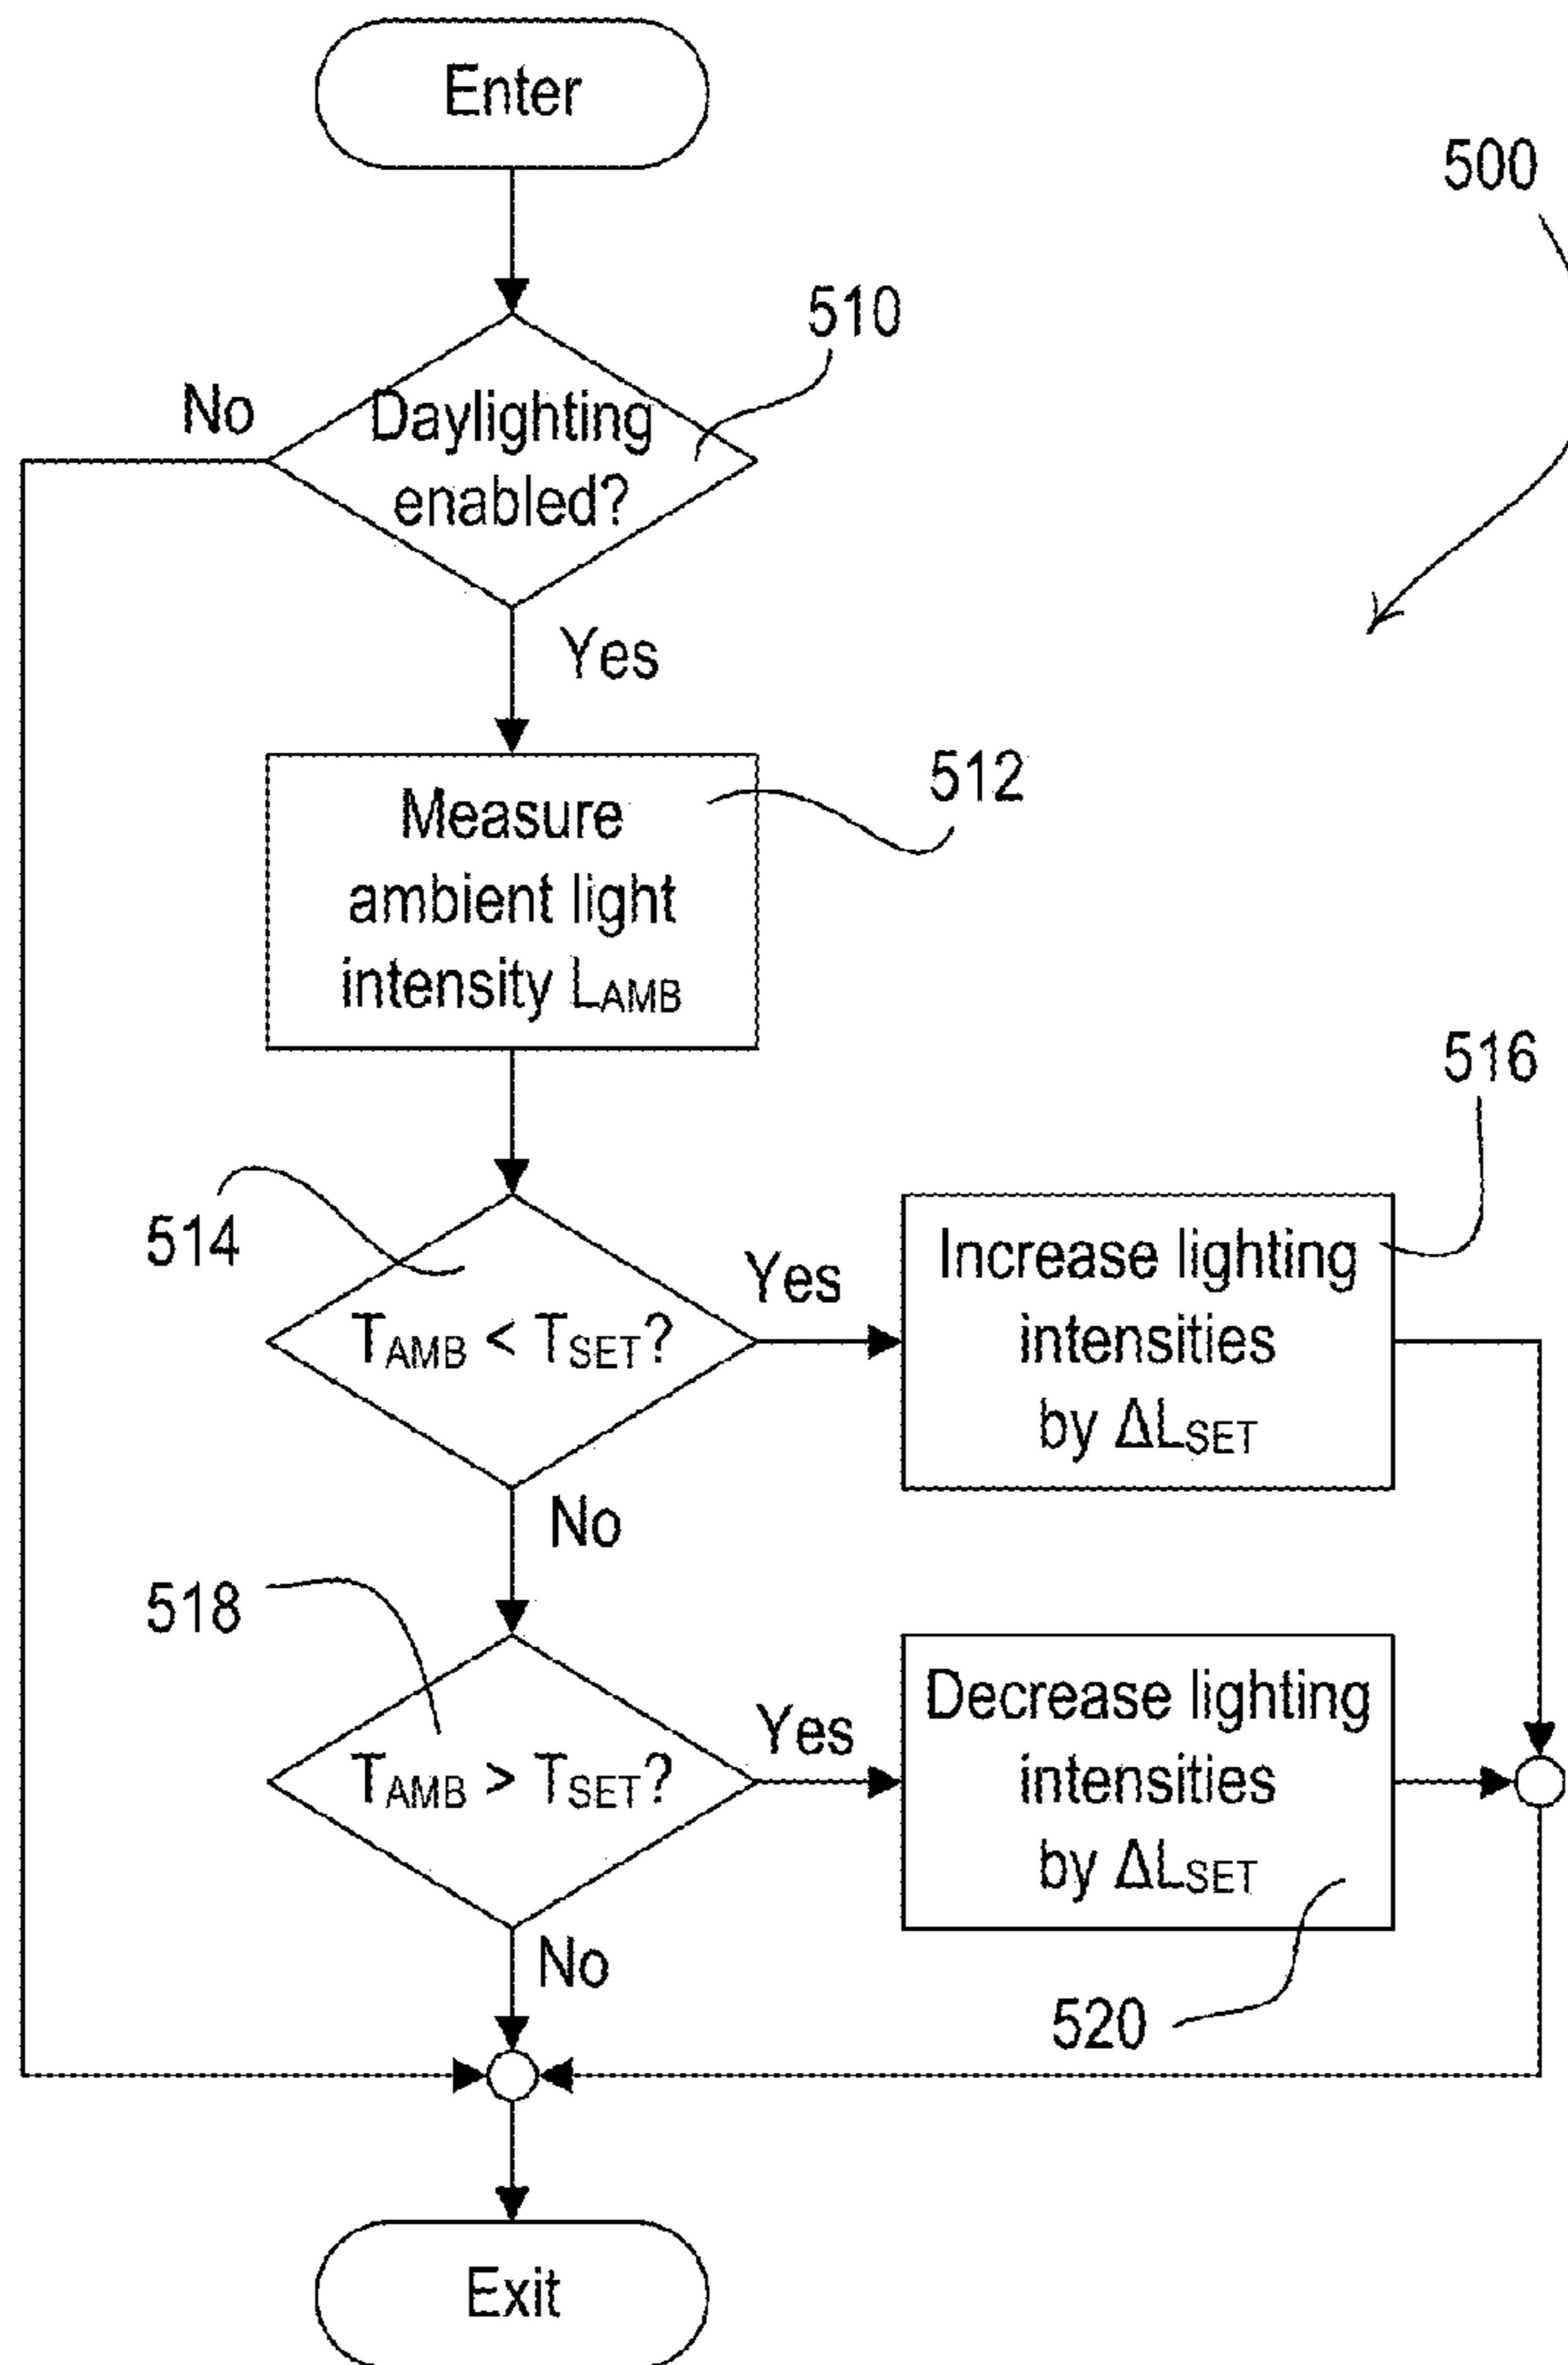 Enter
500
510
No
Daylighting
enabled?
Yes
512
Measure
ambient light
intensity LAMB
516
514
Yes
Increase lighting
intensities
by ΔLSET
TAMB < TSET?
No
518
Yes
Decrease lighting
intensities
by ΔLSET
TAMB > TSET?
No
520
Exit